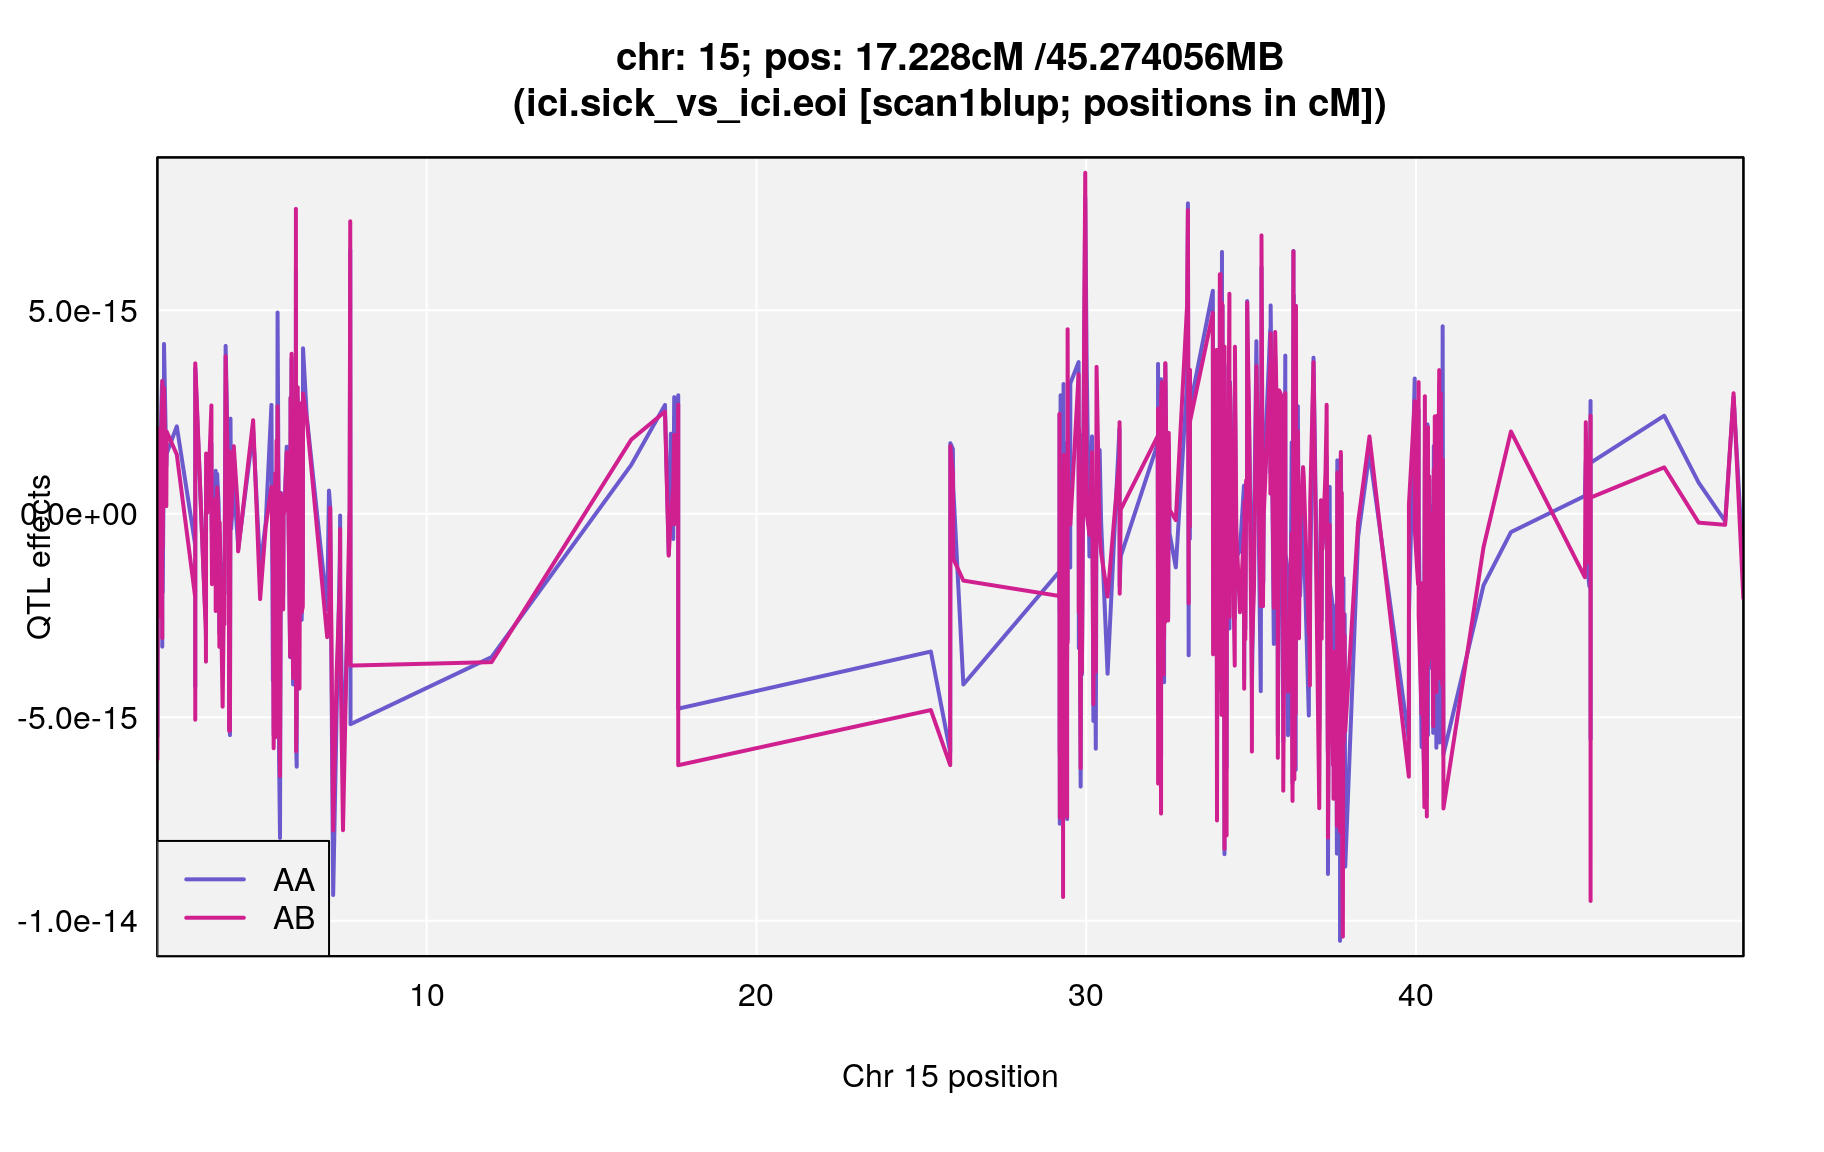 chr: 15; pos: 17.228cM /45.274056MB
(ici.sick_vs_ici.eoi [scan1blup; positions in cM])
5.0e-15
0.0e+00
-5.0e-15
-1.0e-14
QTL effects
AA
AB
10 20 30 40
Chr 15 position